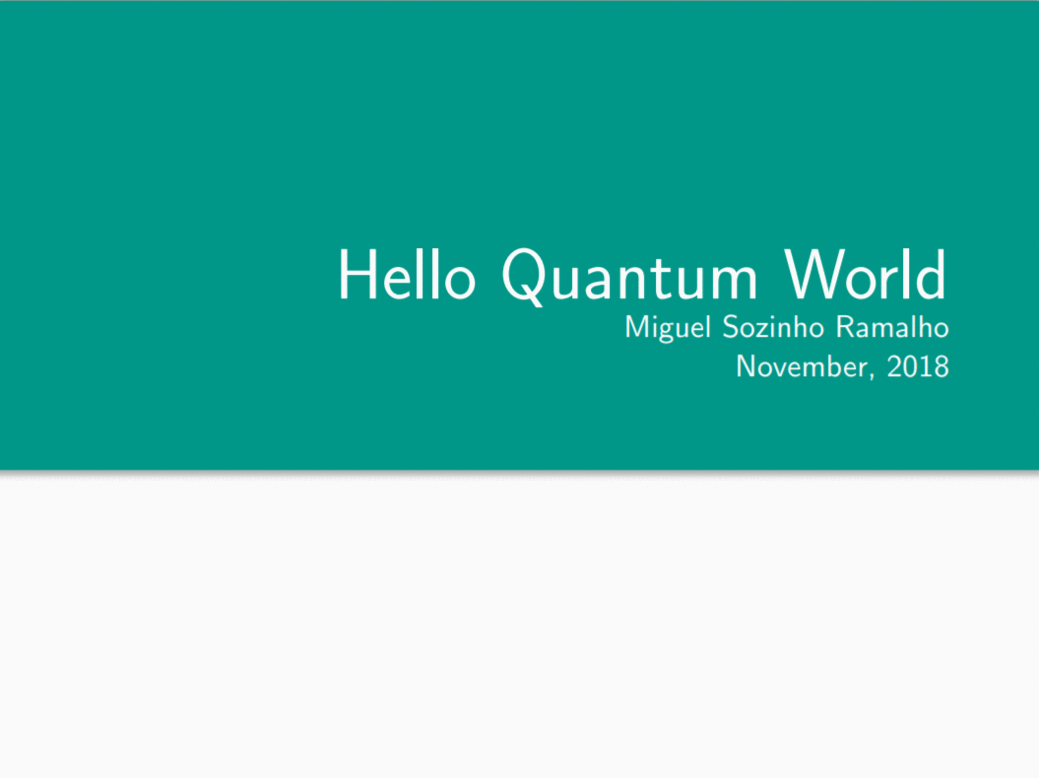 Hello Quantum World
Miguel Sozinho Ramalho
November, 2018